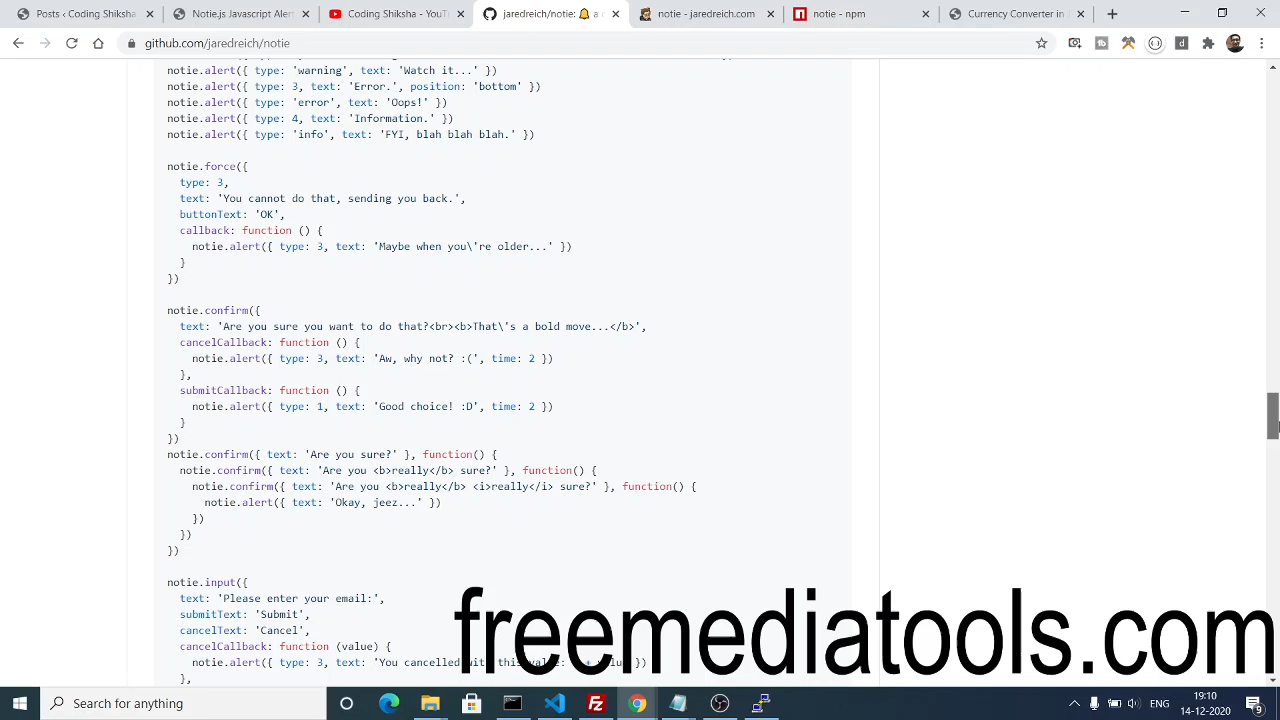 Posts Coding Shiksha
Notie.js Javascript Alert
Coding Shiksha - YouT
jaredreich/notie: 🔔 a c
notie - jaredreich.com
notie - npm
Currency Converter in J
github.com/jaredreich/notie
notie.alert({ type: 'warning', text: 'Watch it...' })
notie.alert({ type: 3, text: 'Error.', position: 'bottom' })
notie.alert({ type: 'error', text: 'Oops!' })
notie.alert({ type: 4, text: 'Information.' })
notie.alert({ type: 'info', text: 'FYI, blah blah blah.' })
notie.force({
type: 3,
text: 'You cannot do that, sending you back.',
buttonText: 'OK',
callback: function () {
notie.alert({ type: 3, text: 'Maybe when you\'re older...' })
}
})
notie.confirm({
text: 'Are you sure you want to do that?<br><b>That\'s a bold move...</b>',
cancelCallback: function () {
notie.alert({ type: 3, text: 'Aw, why not? :(', time: 2 })
},
submitCallback: function () {
notie.alert({ type: 1, text: 'Good choice! :D', time: 2 })
}
})
notie.confirm({ text: 'Are you sure?' }, function() {
notie.confirm({ text: 'Are you <b>really</b> sure?' }, function() {
notie.confirm({ text: 'Are you <b>really</b> <i>really</i> sure?' }, function() {
notie.alert({ text: 'Okay, jeez...' })
})
})
})
notie.input({
text: 'Please enter your email:',
submitText: 'Submit',
cancelText: 'Cancel',
cancelCallback: function (value) {
notie.alert({ type: 3, text: 'You cancelled with this value: ' + value })
},
freemediatools.com
Search for anything
ENG
19:10
14-12-2020
9